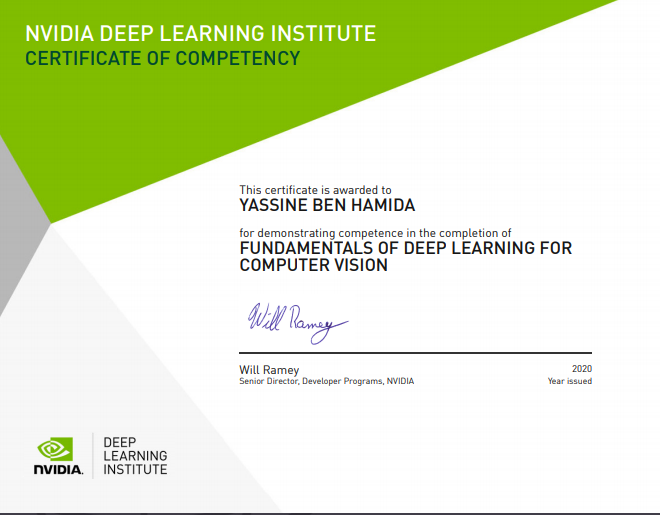 NVIDIA DEEP LEARNING INSTITUTE
CERTIFICATE OF COMPETENCY
This certificate is awarded to
YASSINE BEN HAMIDA
for demonstrating competence in the completion of
FUNDAMENTALS OF DEEP LEARNING FOR
COMPUTER VISION
Will Ramey
Will Ramey
Senior Director, Developer Programs, NVIDIA
2020
Year issued
NVIDIA.
DEEP
LEARNING
INSTITUTE